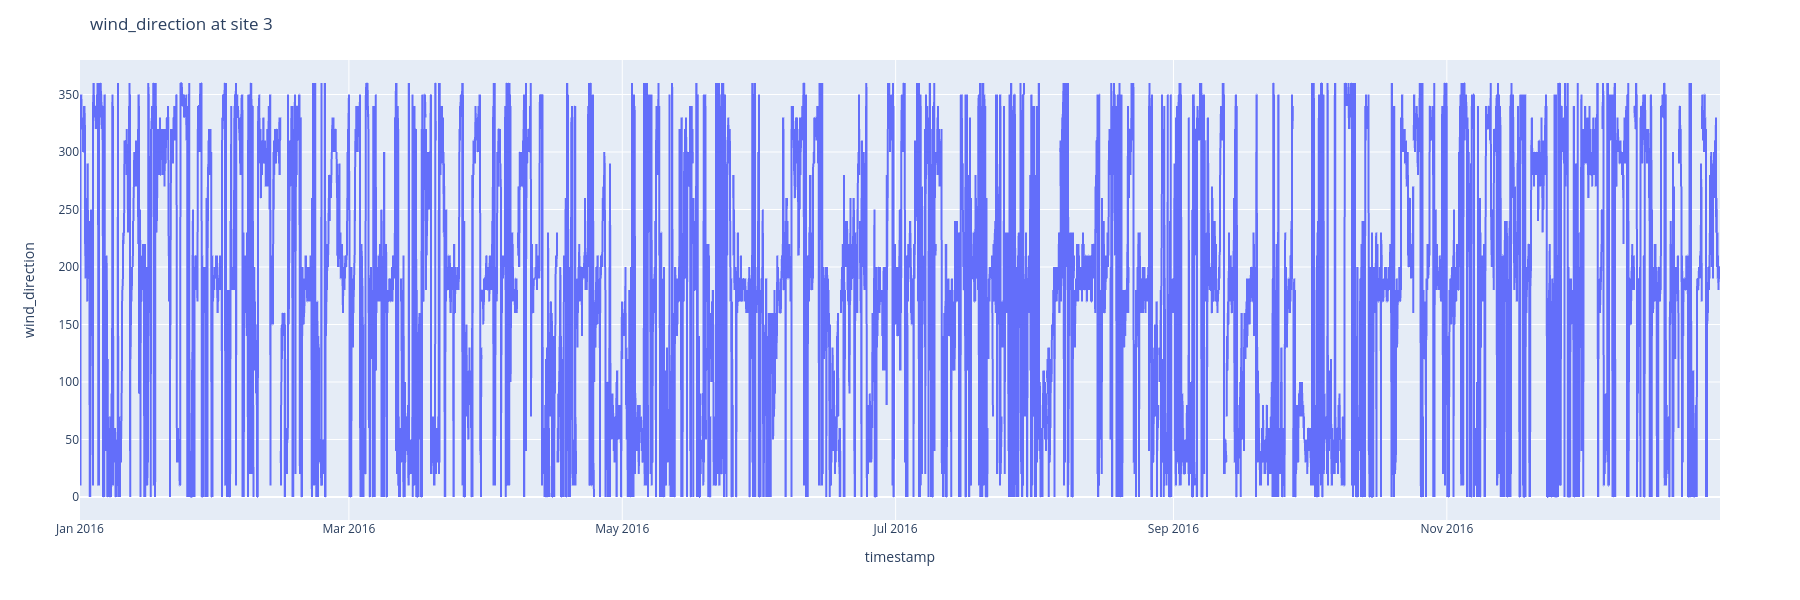 wind_direction at site 3
350
300
250
200
150
100
50
0
wind_direction
Jan 2016
Mar 2016
May 2016
Jul 2016
Sep 2016
Nov 2016
timestamp